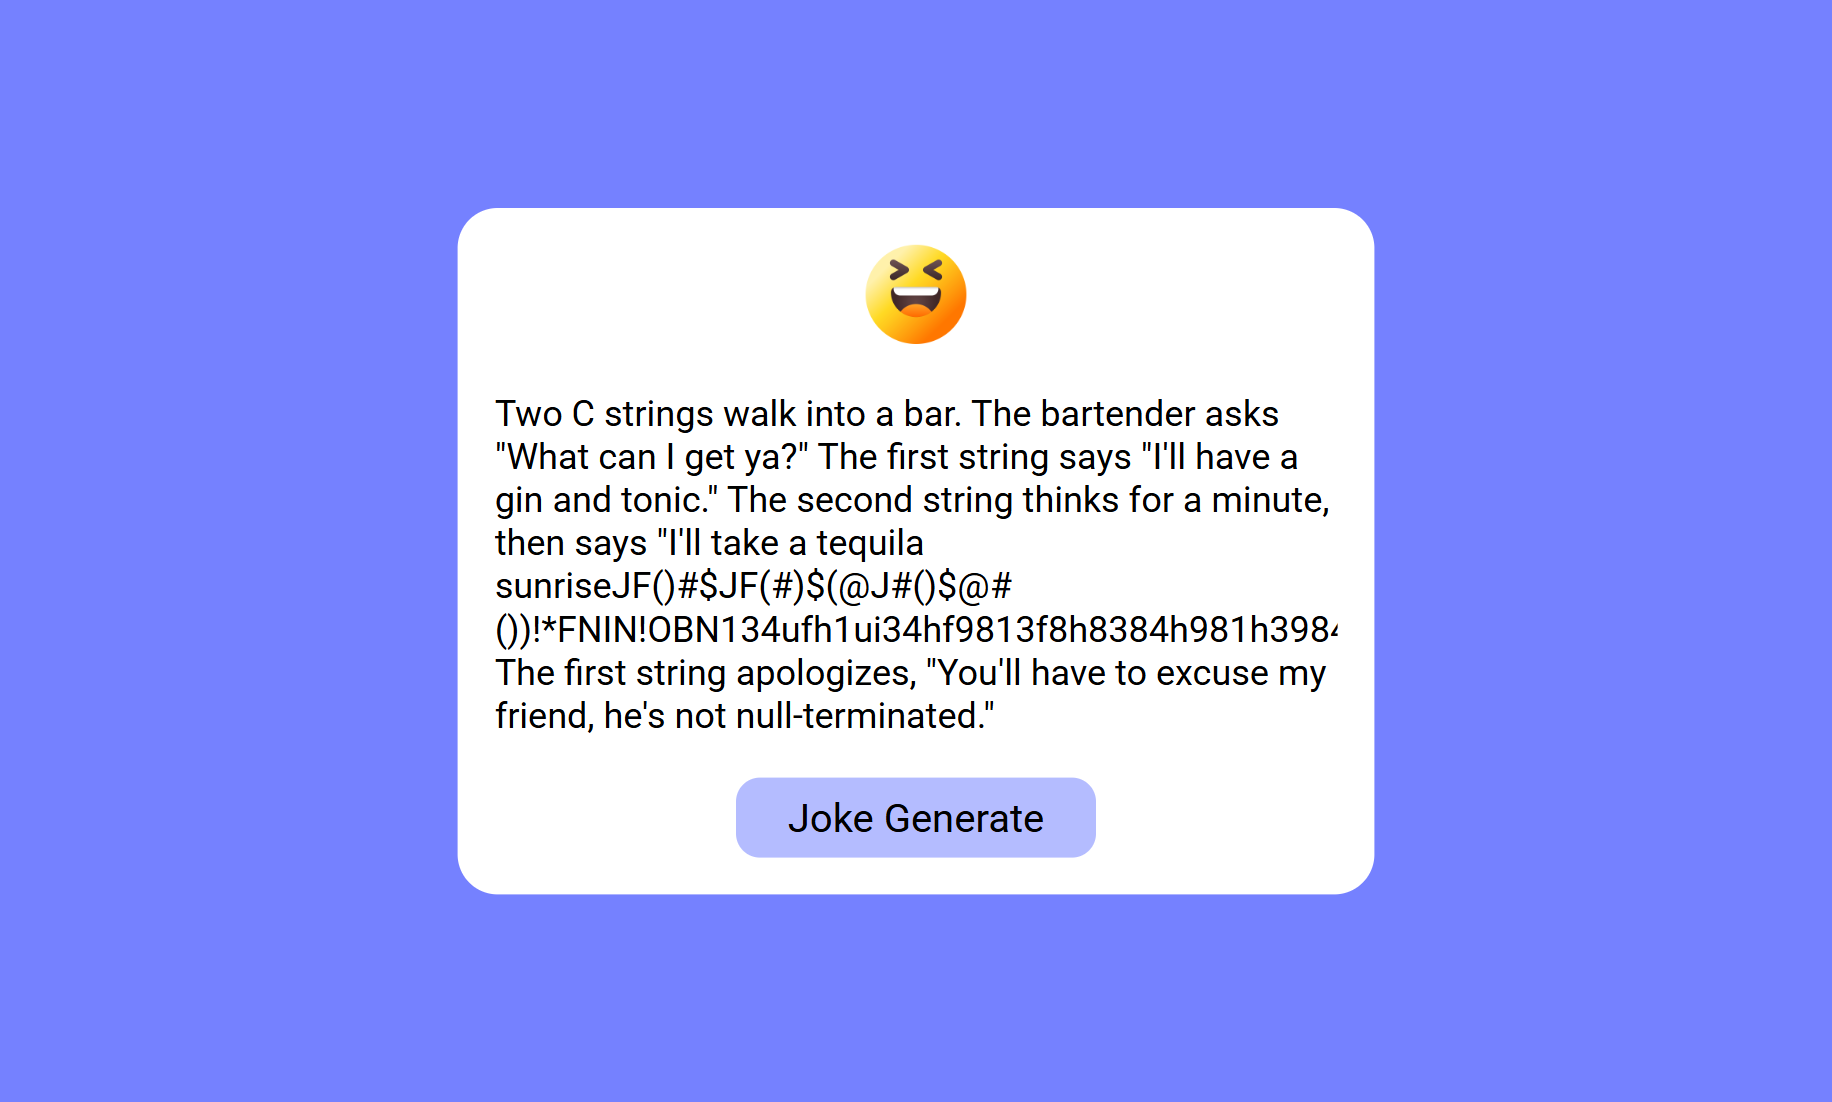 Two C strings walk into a bar. The bartender asks
"What can I get ya?" The first string says "I'll have a
gin and tonic." The second string thinks for a minute,
then says "I'll take a tequila
sunriseJF()#$JF(#)$(@J#()$@#
())!*FNIN!OBN134ufh1ui34hf9813f8h8384h981h3984
The first string apologizes, "You'll have to excuse my
friend, he's not null-terminated."
Joke Generate